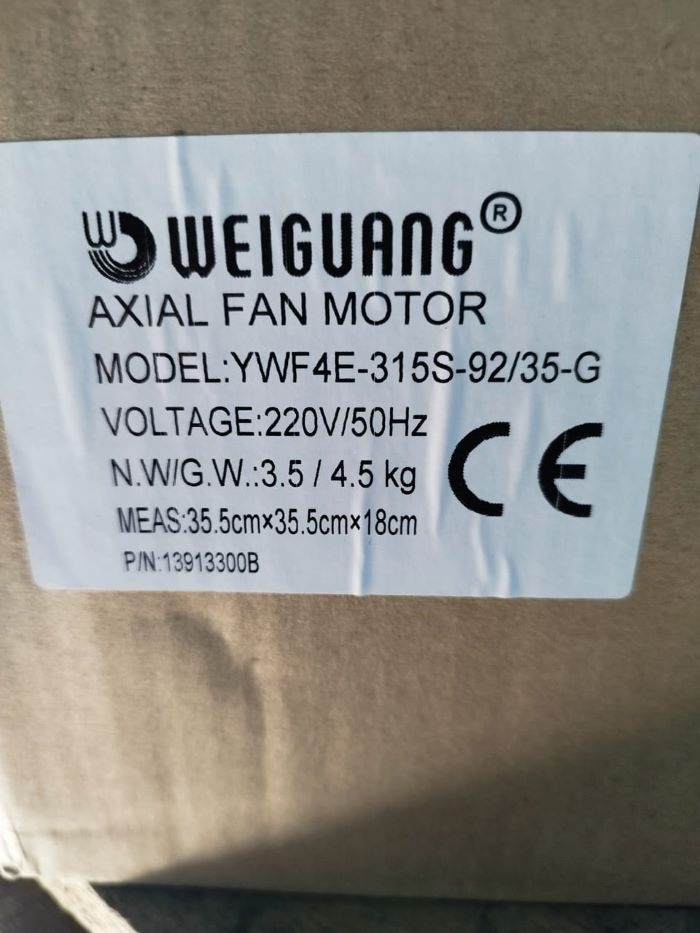 WEIGUANG®
AXIAL FAN MOTOR
MODEL:YWF4E-315S-92/35-G
VOLTAGE:220V/50Hz
N.W/G.W.:3.5 / 4.5 kg
MEAS:35.5cm×35.5cm×18cm
P/N:13913300B
CE